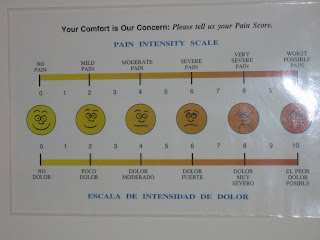 Your Comfort is Our Concern: Please tell us your Pain Score.
PAIN INTENSITY SCALE
NO PAIN
MILD PAIN
MODERATE PAIN
SEVERE PAIN
VERY SEVERE PAIN
WORST POSSIBLE PAIN
0 1 2 3 4 5 6 7 8 9 10
0 1 2 3 4 5 6 7 8 9 10
NO DOLOR
POCO DOLOR
DOLOR MODERADO
DOLOR FUERTE
DOLOR MUY SEVERO
EL PEOR DOLOR POSIBLE
ESCALA DE INTENSIDAD DE DOLOR